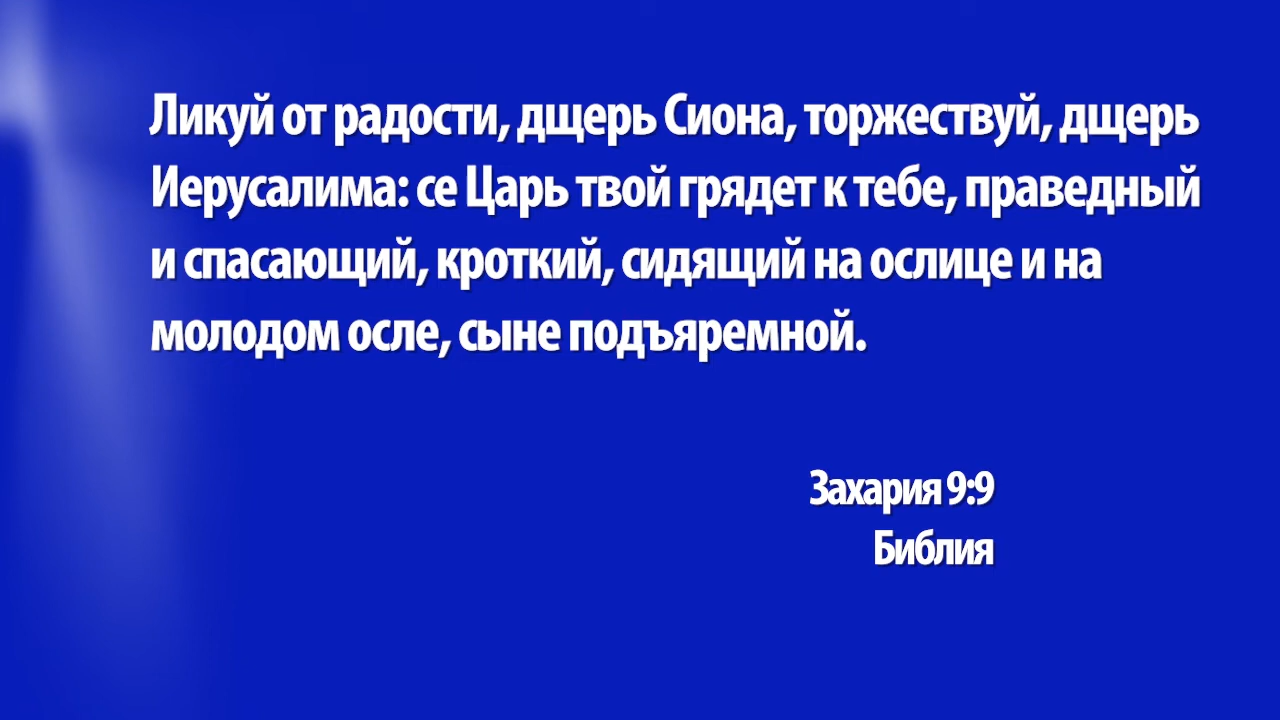 Ликуй от радости, дщерь Сиона, торжествуй, дщерь
Иерусалима: се Царь твой грядет к тебе, праведный
и спасающий, кроткий, сидящий на ослице и на
молодом осле, сыне подъяремной.
Захария 9:9
Библия